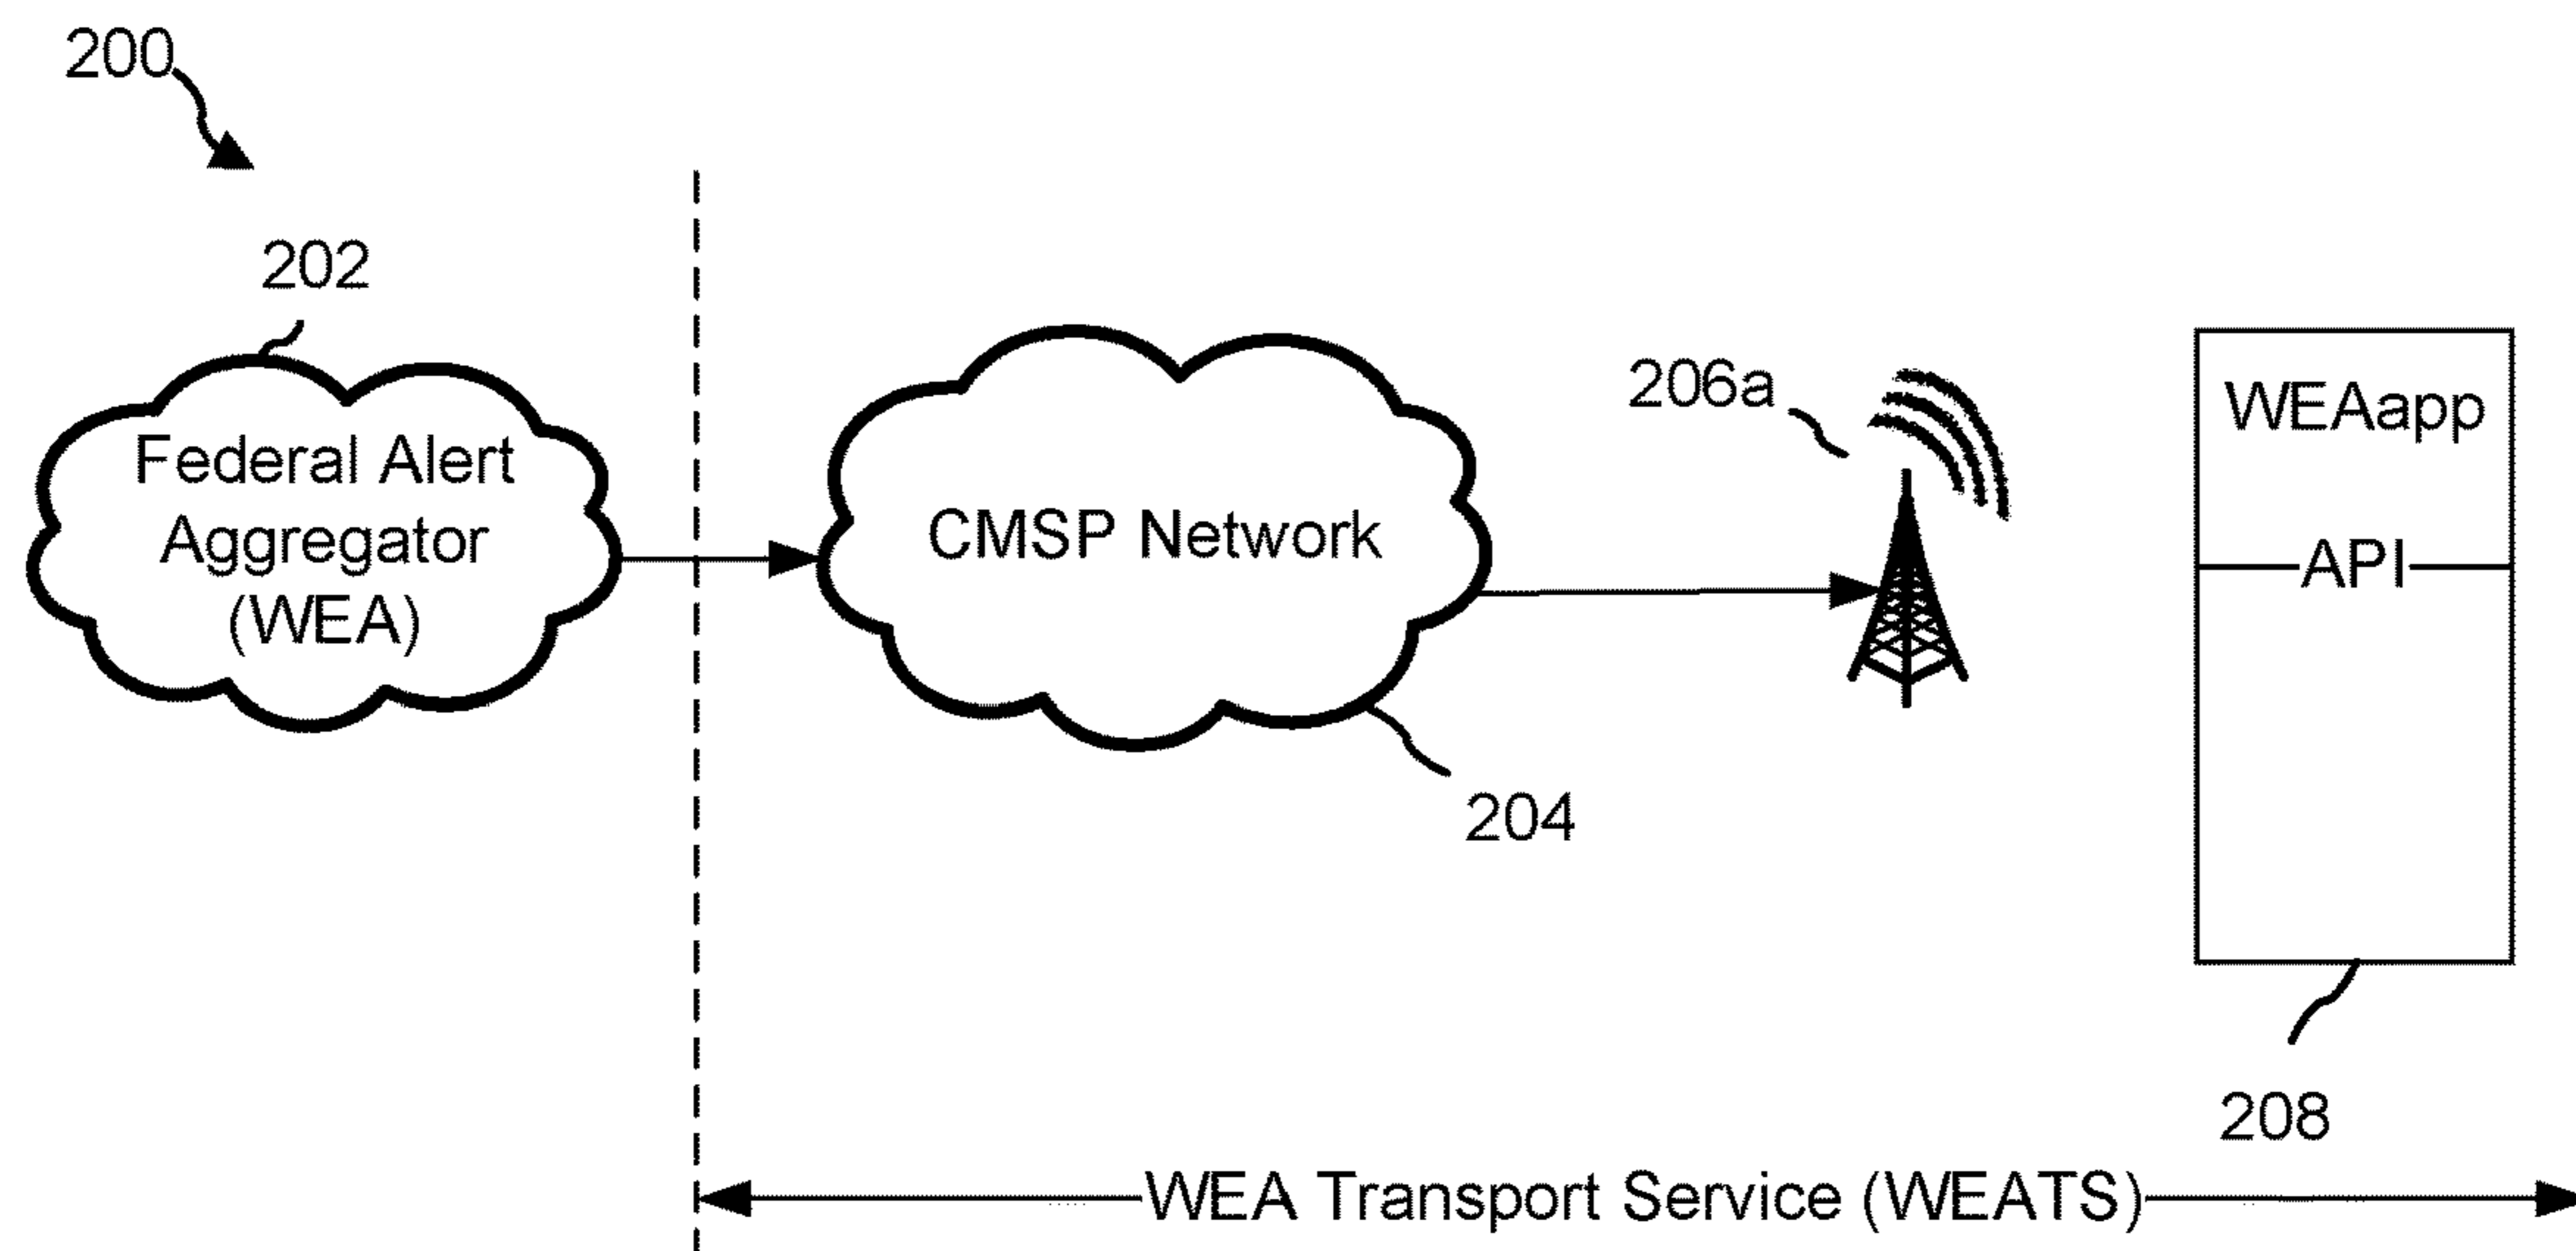 200
202
Federal Alert
Aggregator
(WEA)
CMSP Network
204
206a
WEAapp
API
208
WEA Transport Service (WEATS)